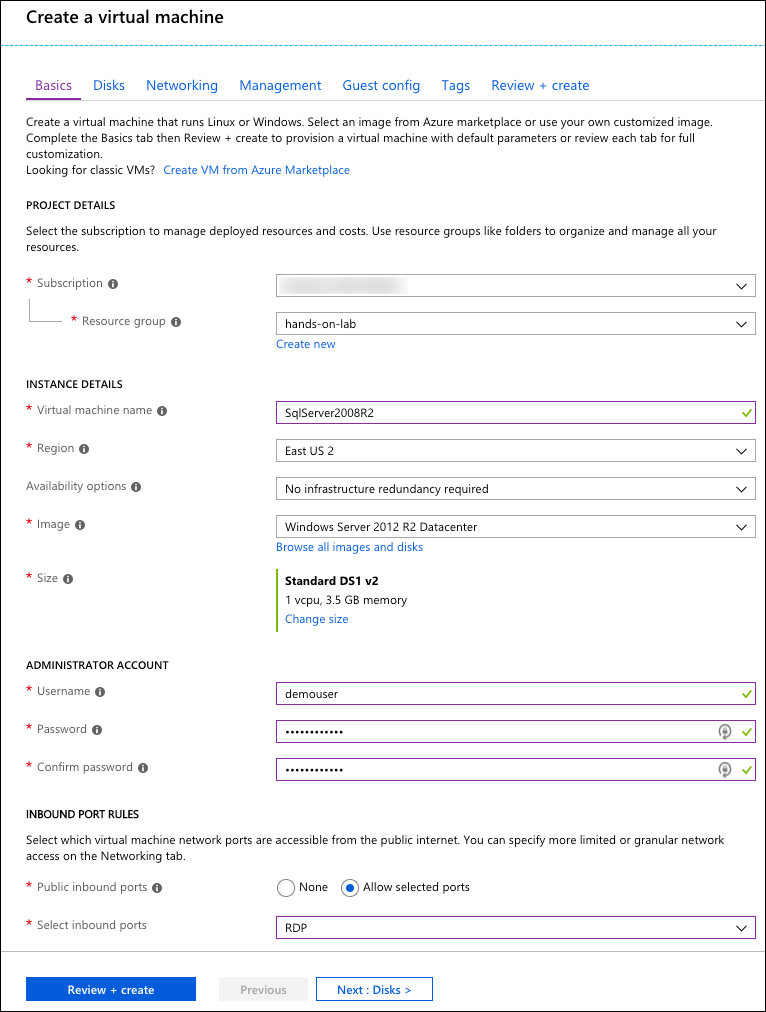 Create a virtual machine
Basics Disks Networking Management Guest config Tags Review + create
Create a virtual machine that runs Linux or Windows. Select an image from Azure marketplace or use your own customized image.
Complete the Basics tab then Review + create to provision a virtual machine with default parameters or review each tab for full
customization.
Looking for classic VMs? Create VM from Azure Marketplace
PROJECT DETAILS
Select the subscription to manage deployed resources and costs. Use resource groups like folders to organize and manage all your
resources.
* Subscription
* Resource group hands-on-lab
Create new
INSTANCE DETAILS
* Virtual machine name SqlServer2008R2
* Region East US 2
Availability options No infrastructure redundancy required
* Image Windows Server 2012 R2 Datacenter
Browse all images and disks
* Size Standard DS1 v2
1 vcpu, 3.5 GB memory
Change size
ADMINISTRATOR ACCOUNT
* Username demouser
* Password ••••••••••••
* Confirm password ••••••••••••
INBOUND PORT RULES
Select which virtual machine network ports are accessible from the public internet. You can specify more limited or granular network
access on the Networking tab.
* Public inbound ports None Allow selected ports
* Select inbound ports RDP
Review + create Previous Next : Disks >